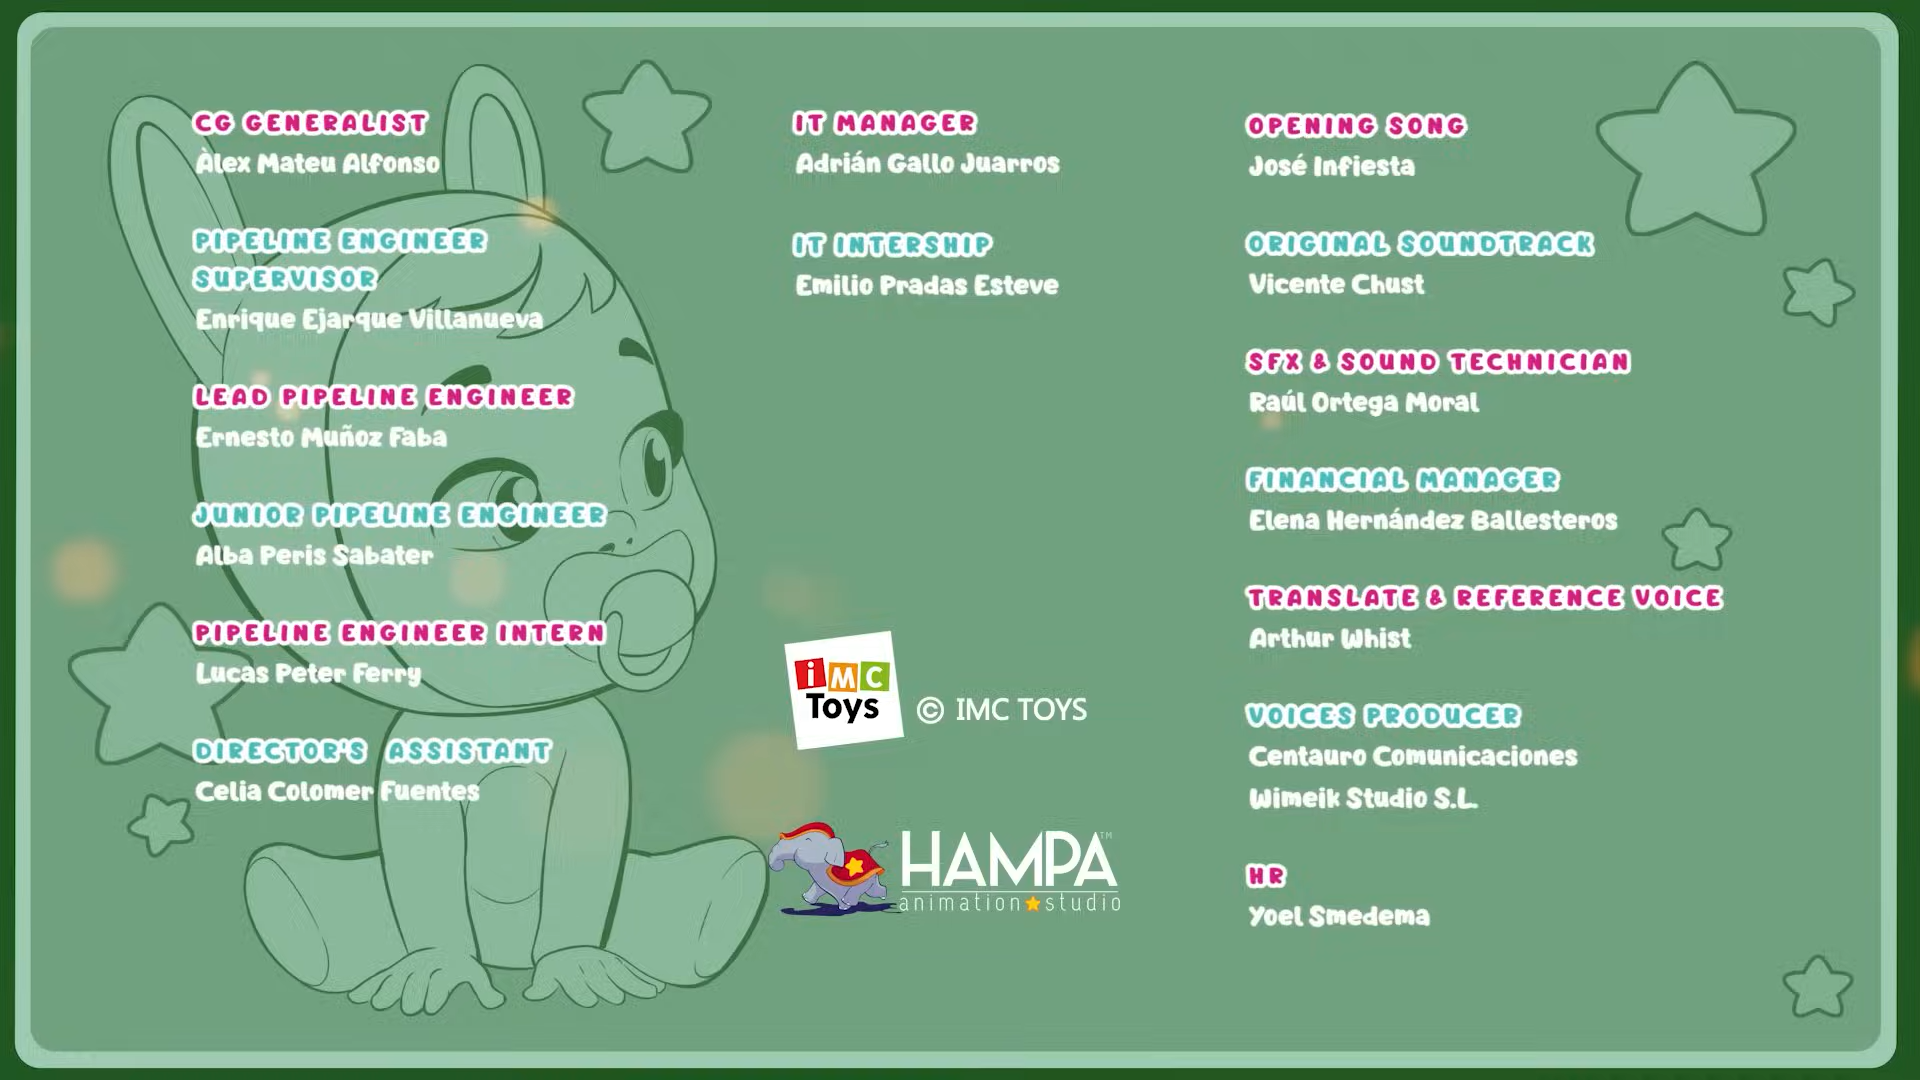 CG GENERALIST
Àlex Mateu Alfonso
PIPELINE ENGINEER
SUPERVISOR
Enrique Ejarque Villanueva
LEAD PIPELINE ENGINEER
Ernesto Muñoz Faba
JUNIOR PIPELINE ENGINEER
Alba Peris Sabater
PIPELINE ENGINEER INTERN
Lucas Peter Ferry
DIRECTOR'S ASSISTANT
Celia Colomer Fuentes
IT MANAGER
Adrián Gallo Juarros
IT INTERSHIP
Emilio Pradas Esteve
iMC
Toys
© IMC TOYS
HAMPA™
animation studio
OPENING SONG
José Infiesta
ORIGINAL SOUNDTRACK
Vicente Chust
SFX & SOUND TECHNICIAN
Raúl Ortega Moral
FINANCIAL MANAGER
Elena Hernández Ballesteros
TRANSLATE & REFERENCE VOICE
Arthur Whist
VOICES PRODUCER
Centauro Comunicaciones
Wimeik Studio S.L.
HR
Yoel Smedema